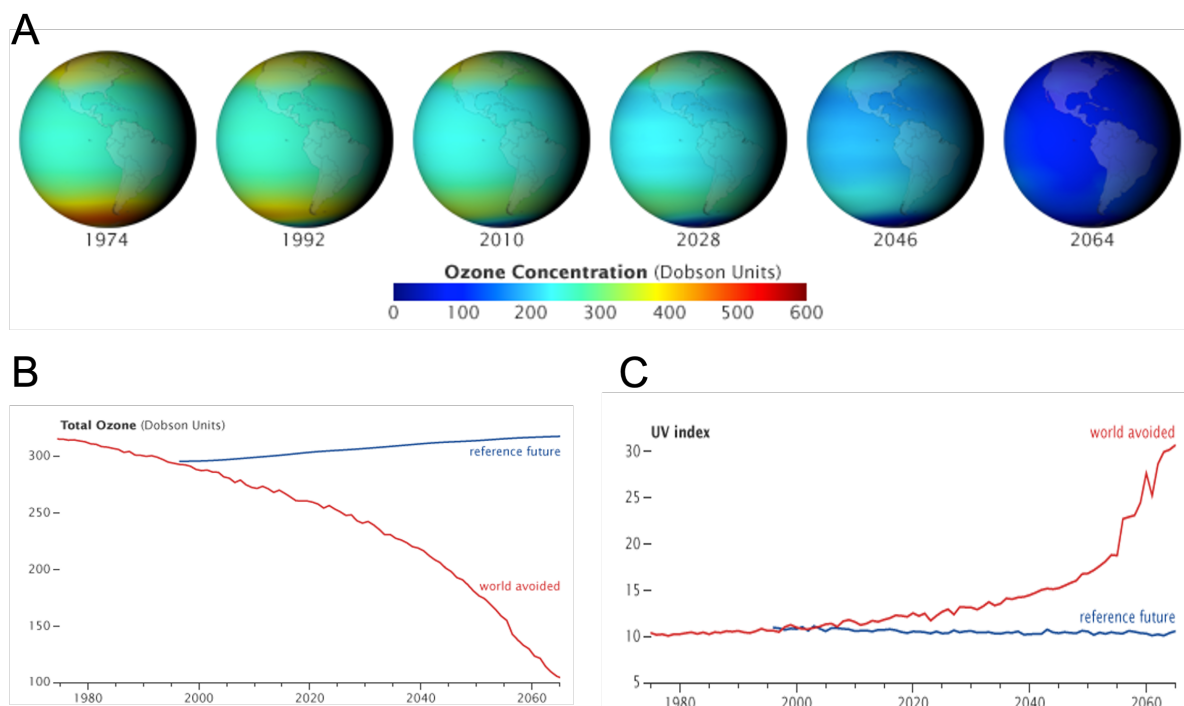 A
1974 1992 2010 2028 2046 2064
Ozone Concentration (Dobson Units)
0 100 200 300 400 500 600
B
Total Ozone (Dobson Units)
300
reference future
250
200
world avoided
150
100
1980 2000 2020 2040 2060
C
UV index
world avoided
30
25
20
15
reference future
10
5
1980 2000 2020 2040 2060